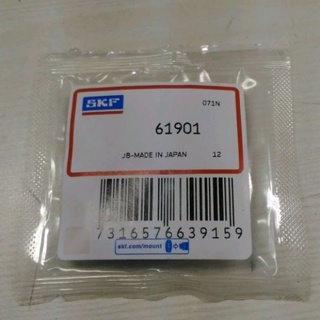 SKF
071N
61901
JB-MADE IN JAPAN 12
7316576639159
skf.com/mount